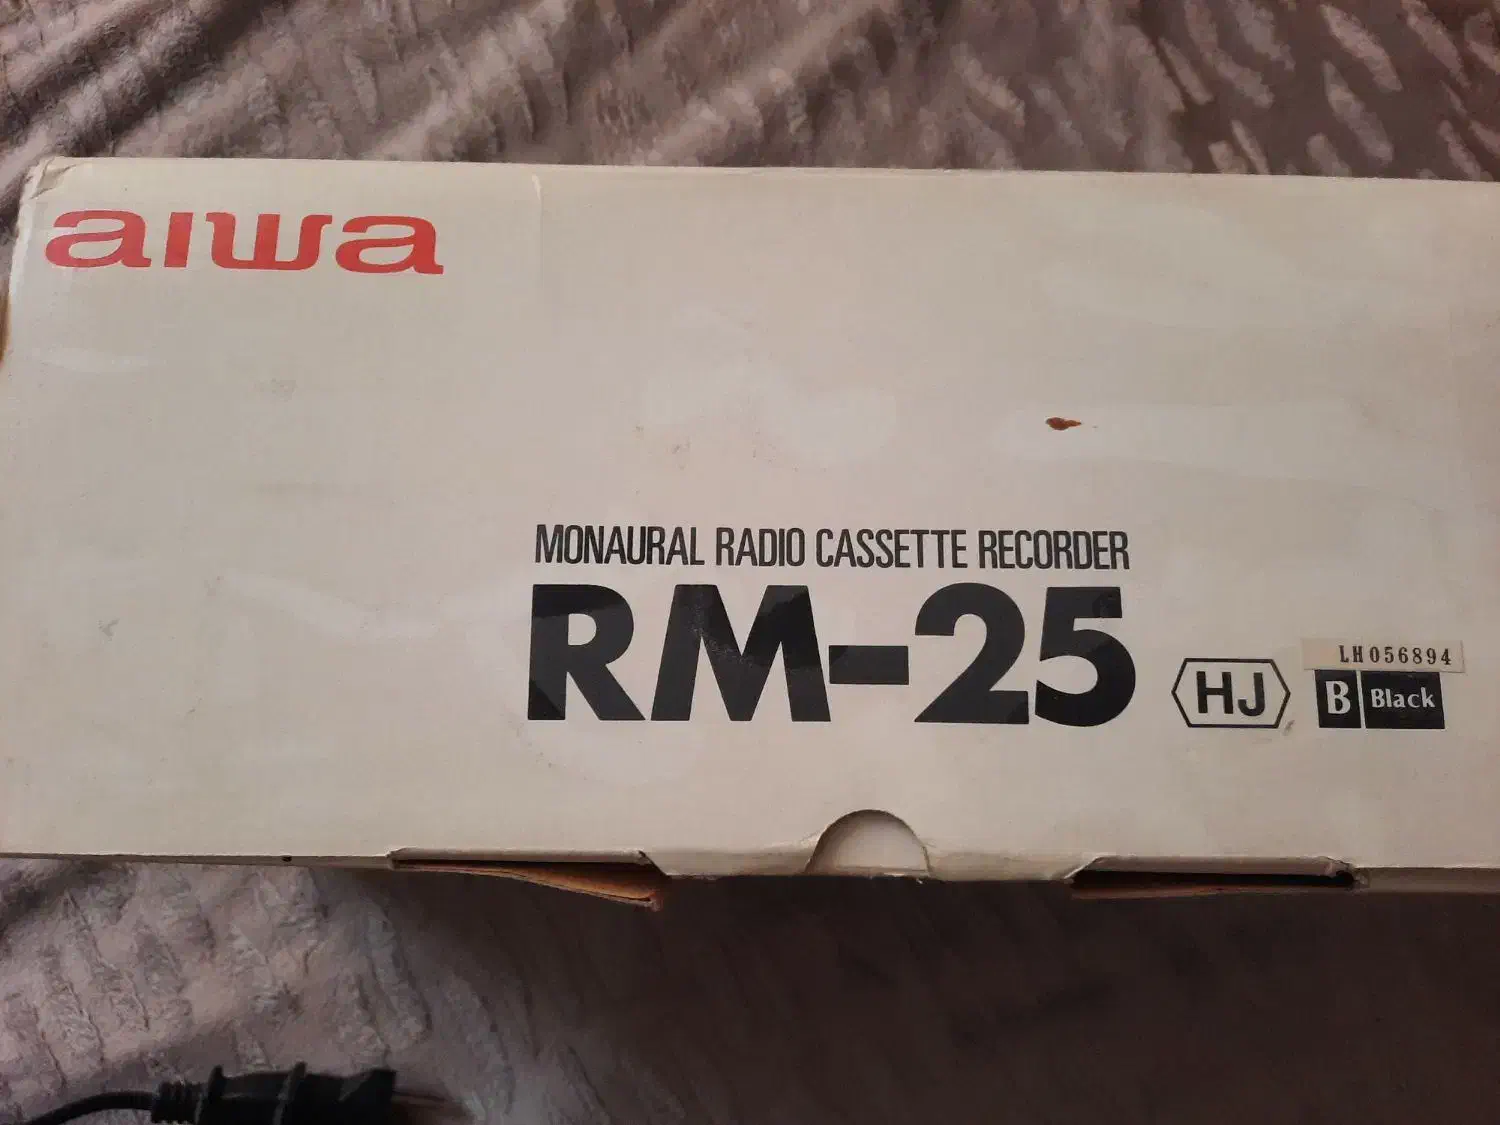 aiwa
MONAURAL RADIO CASSETTE RECORDER
RM-25
HJ
LH056894
B Black